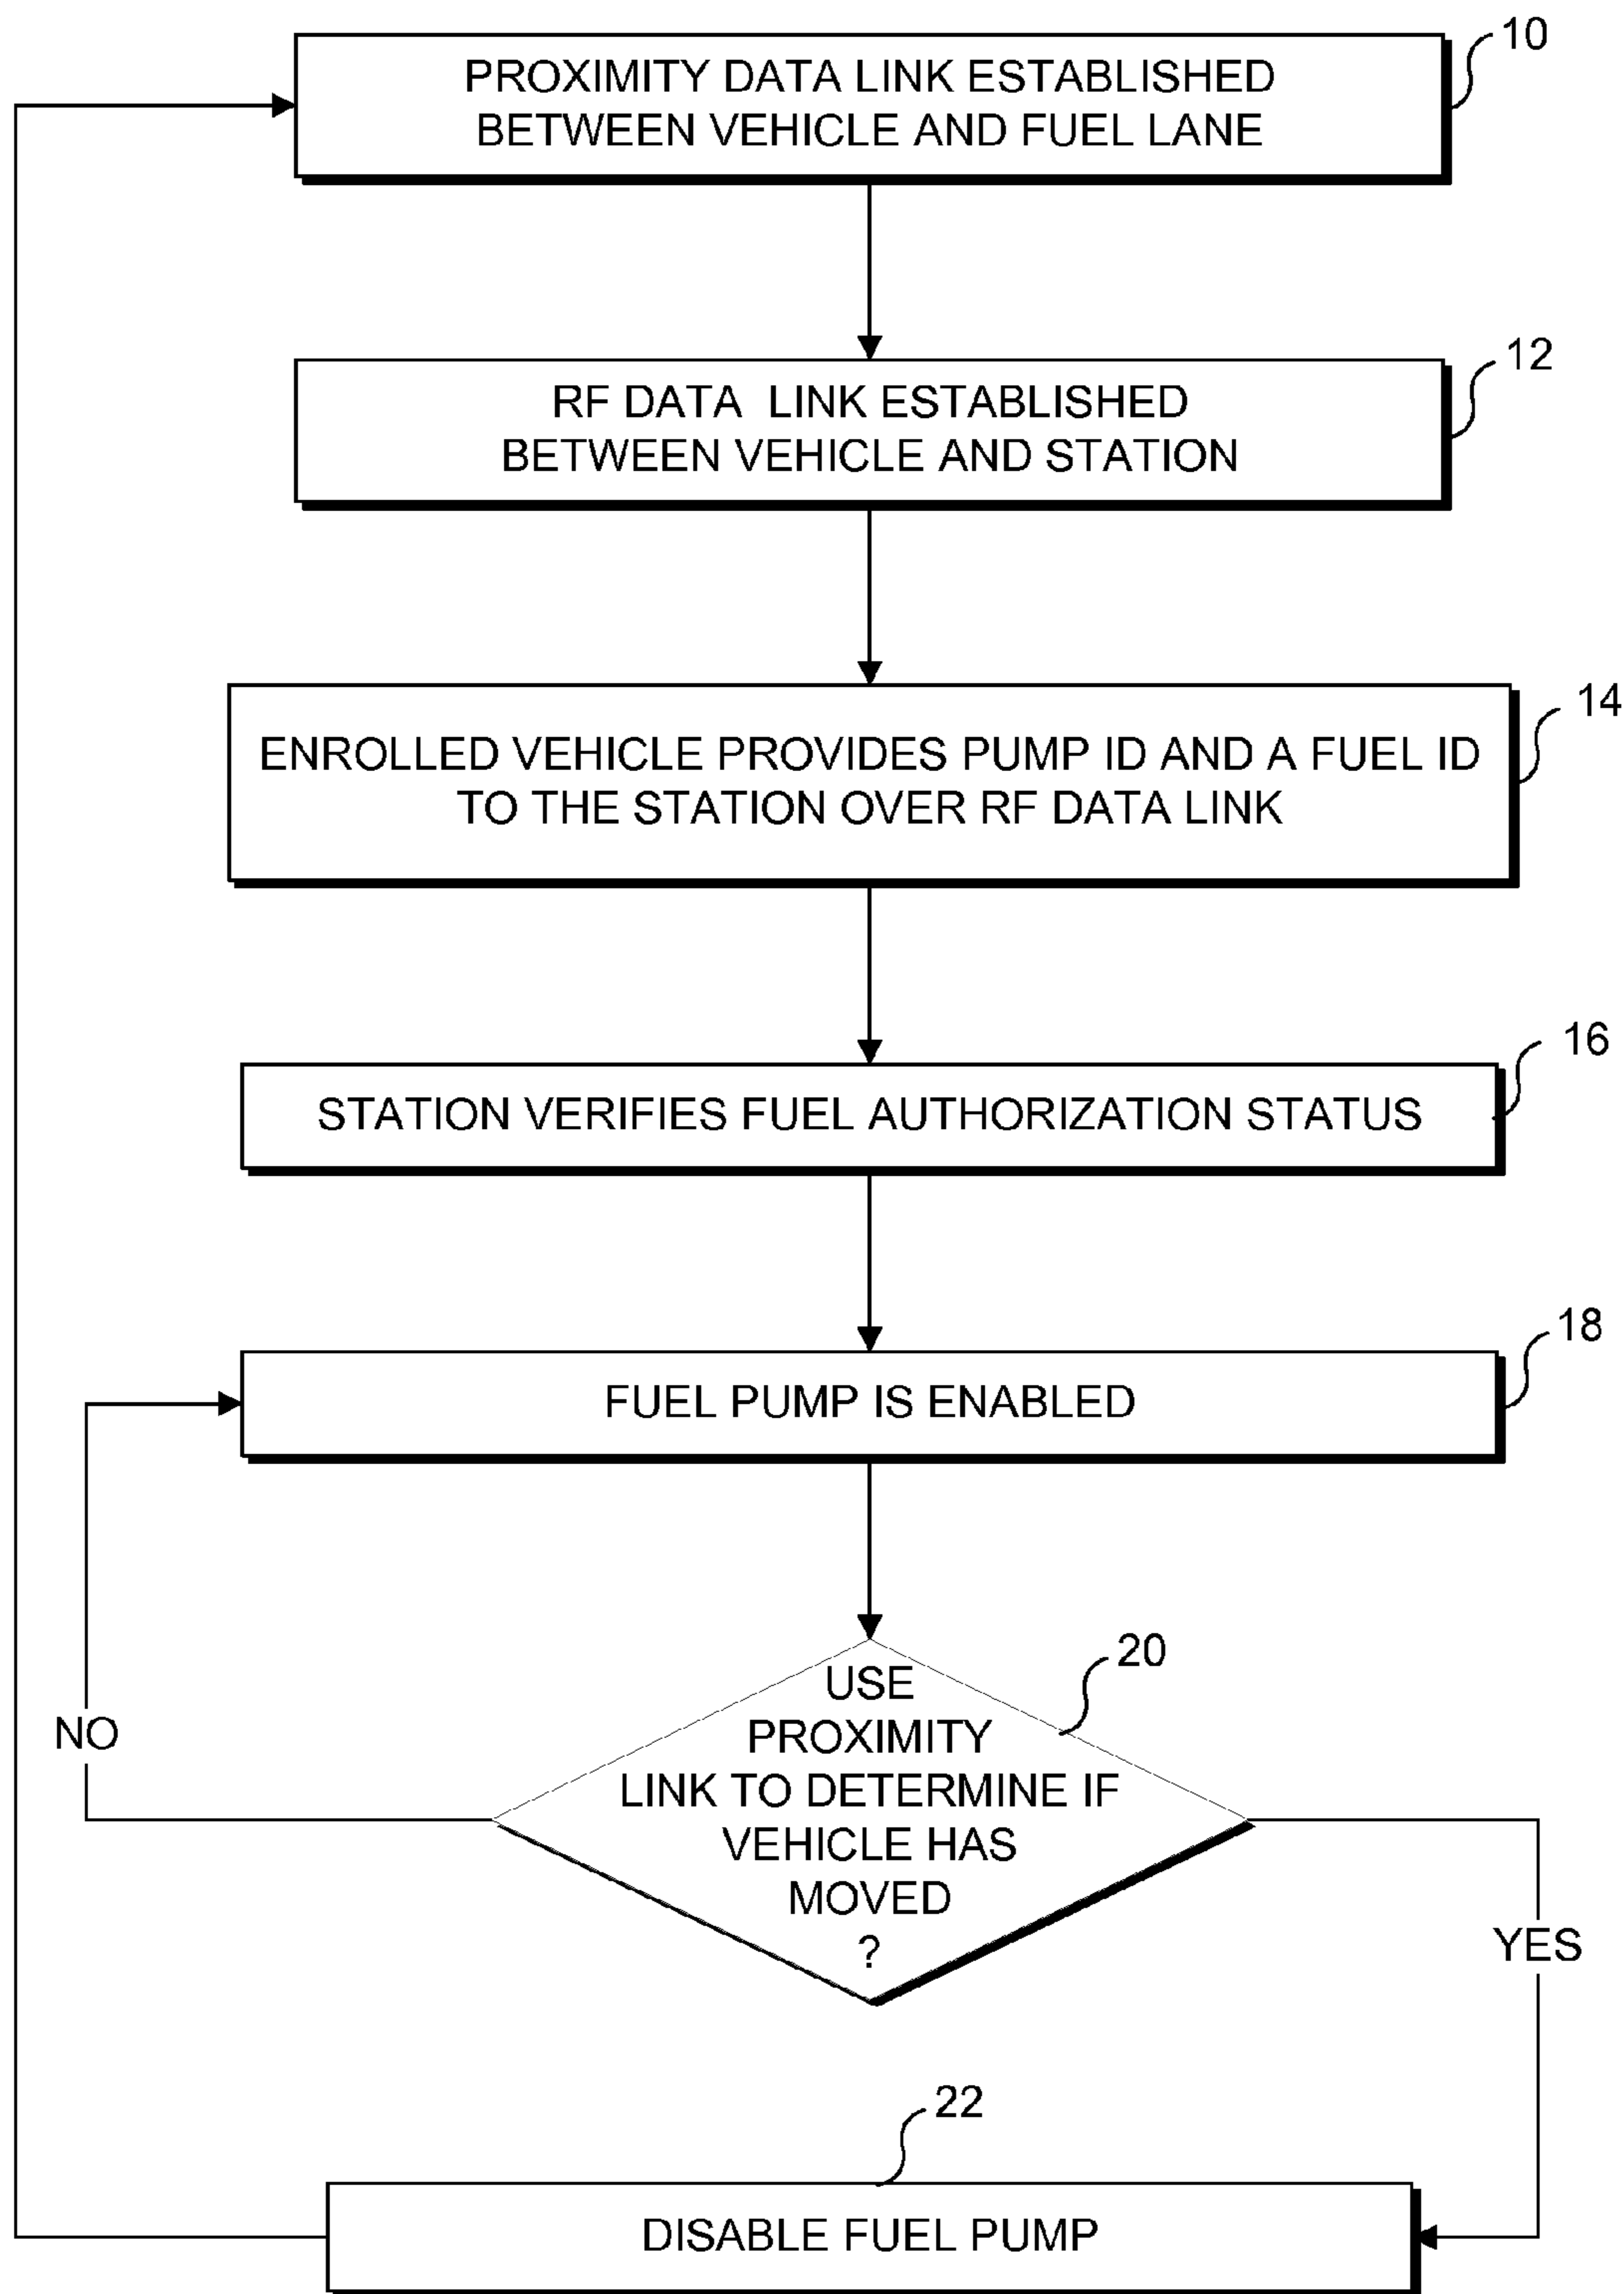 10
PROXIMITY DATA LINK ESTABLISHED
BETWEEN VEHICLE AND FUEL LANE
12
RF DATA LINK ESTABLISHED
BETWEEN VEHICLE AND STATION
14
ENROLLED VEHICLE PROVIDES PUMP ID AND A FUEL ID
TO THE STATION OVER RF DATA LINK
16
STATION VERIFIES FUEL AUTHORIZATION STATUS
18
FUEL PUMP IS ENABLED
20
USE
PROXIMITY
LINK TO DETERMINE IF
VEHICLE HAS
MOVED
?
NO
YES
22
DISABLE FUEL PUMP